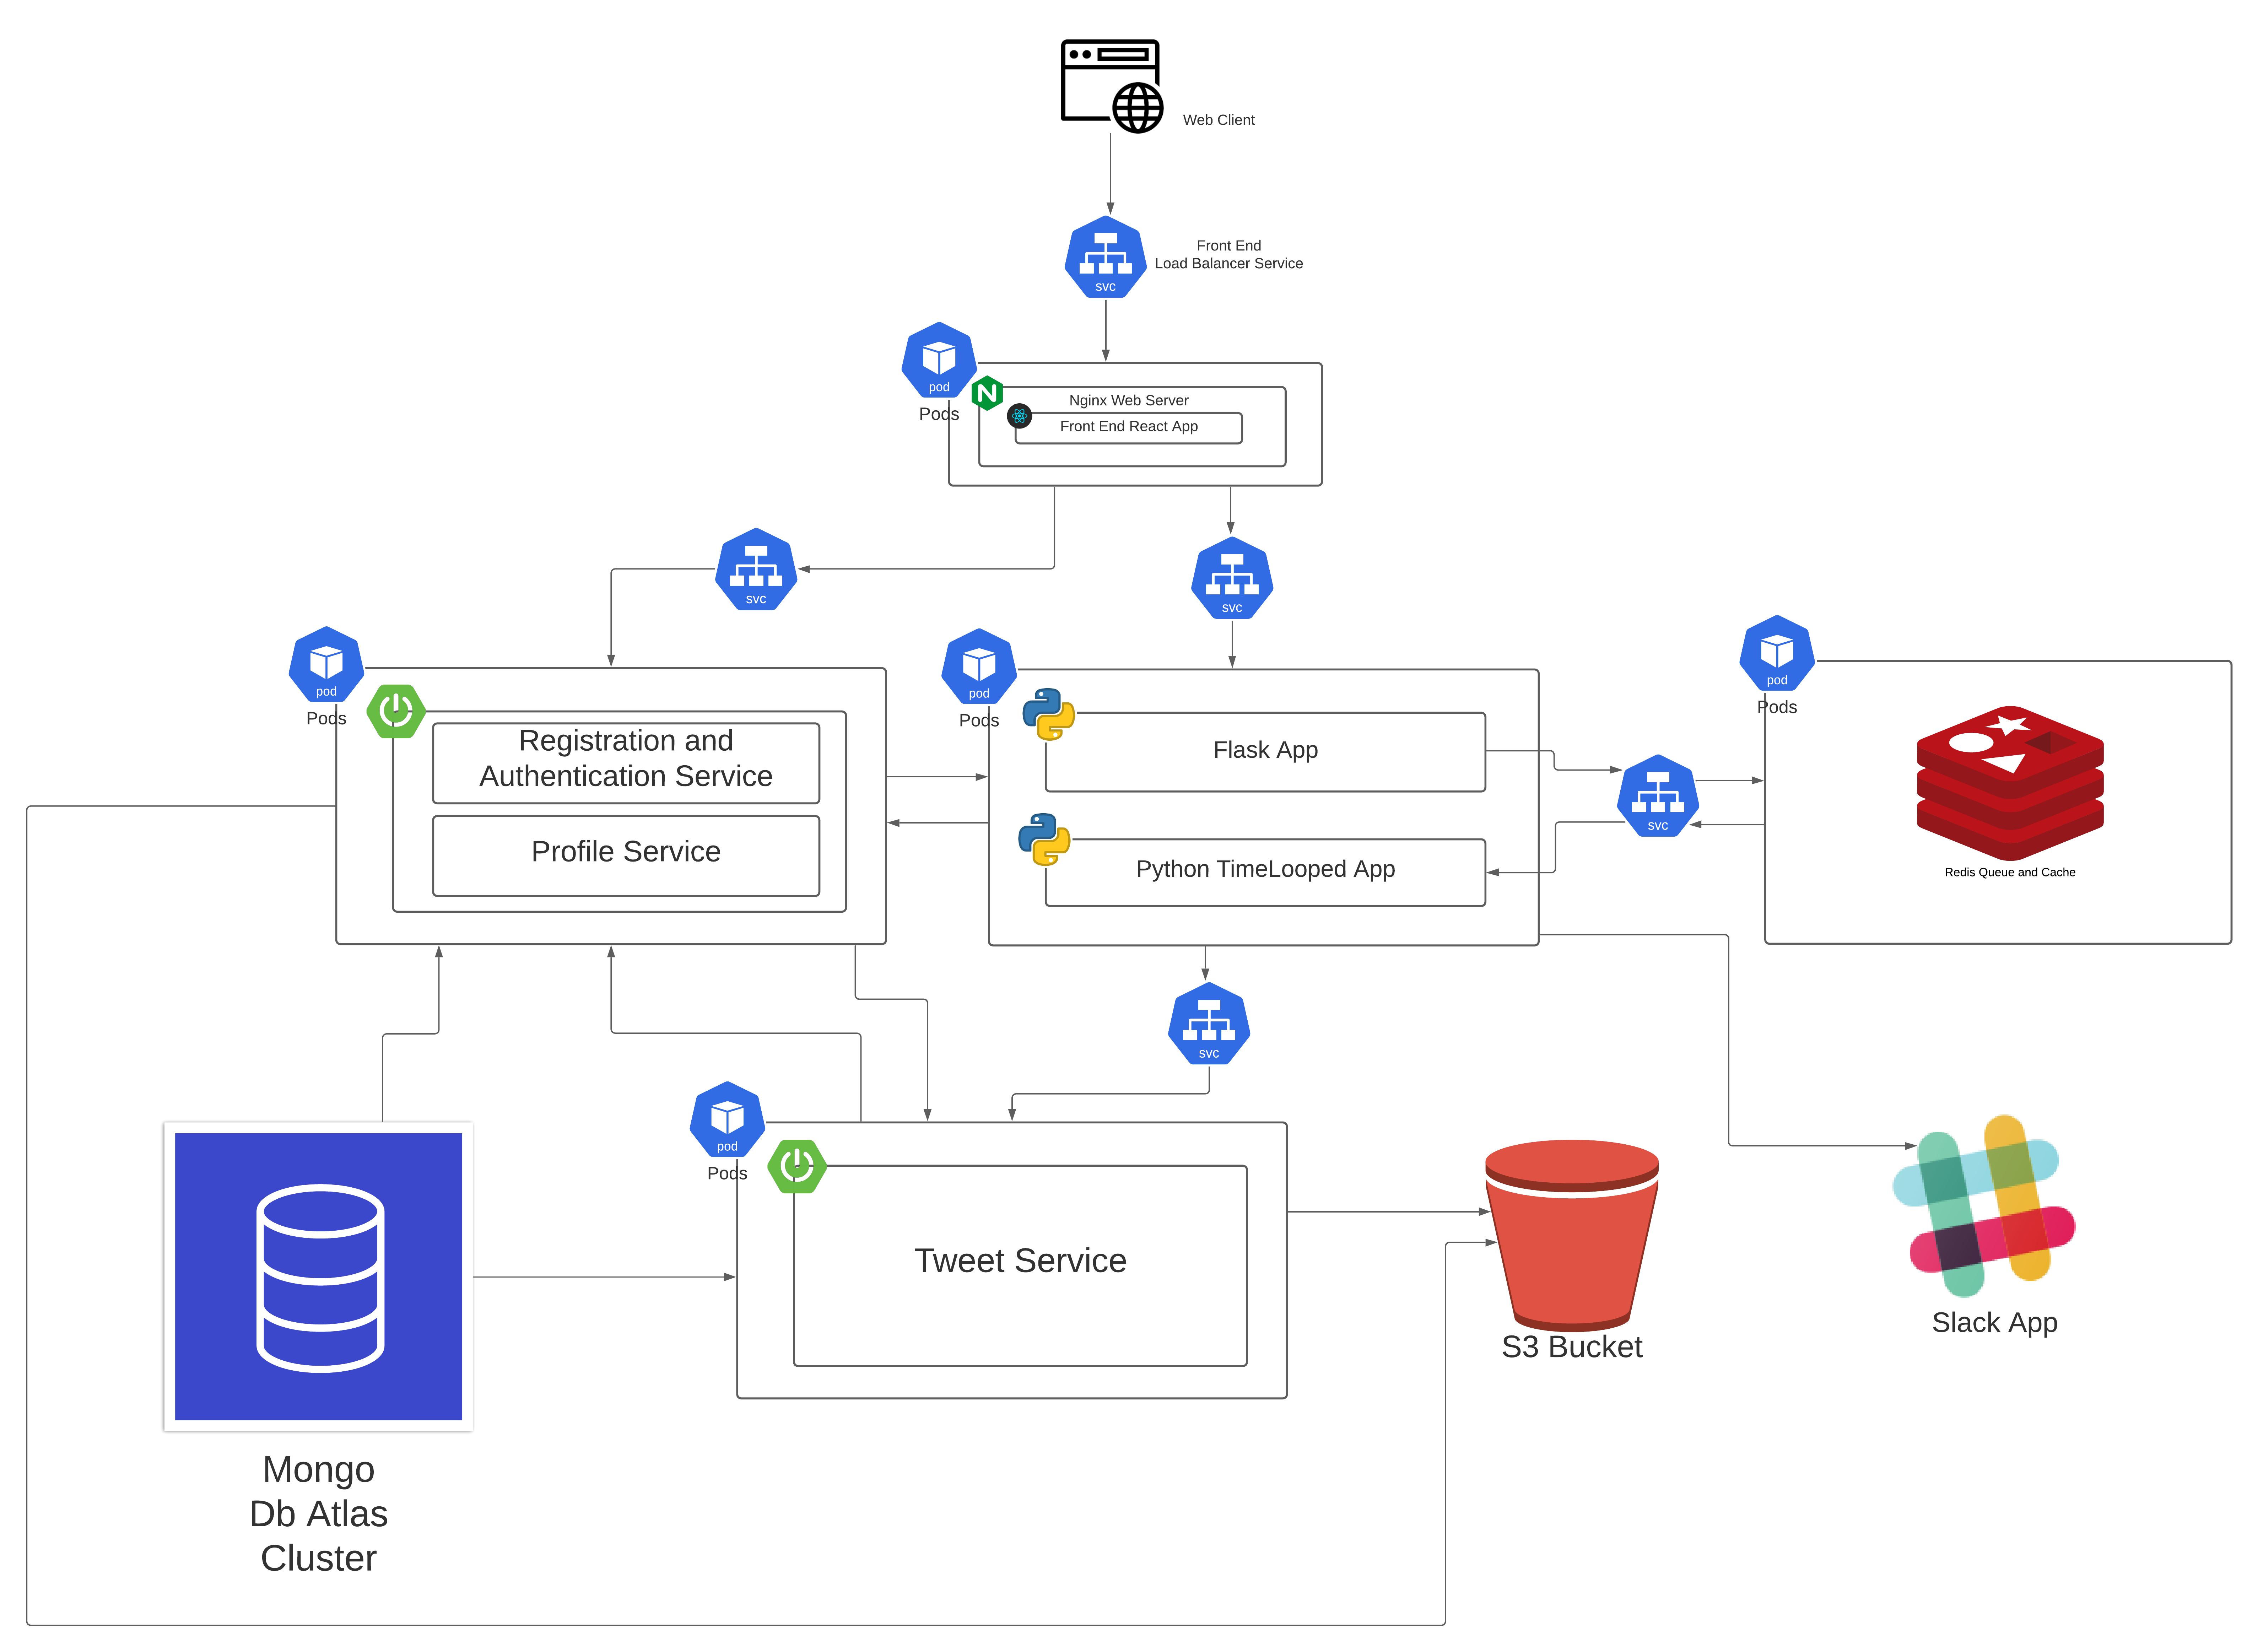 Web Client
Front End
Load Balancer Service
svc
pod
Pods
Nginx Web Server
Front End React App
svc
svc
pod
Pods
Registration and
Authentication Service
Profile Service
pod
Pods
Flask App
Python TimeLooped App
svc
pod
Pods
Redis Queue and Cache
svc
pod
Pods
Tweet Service
S3 Bucket
Slack App
Mongo
Db Atlas
Cluster